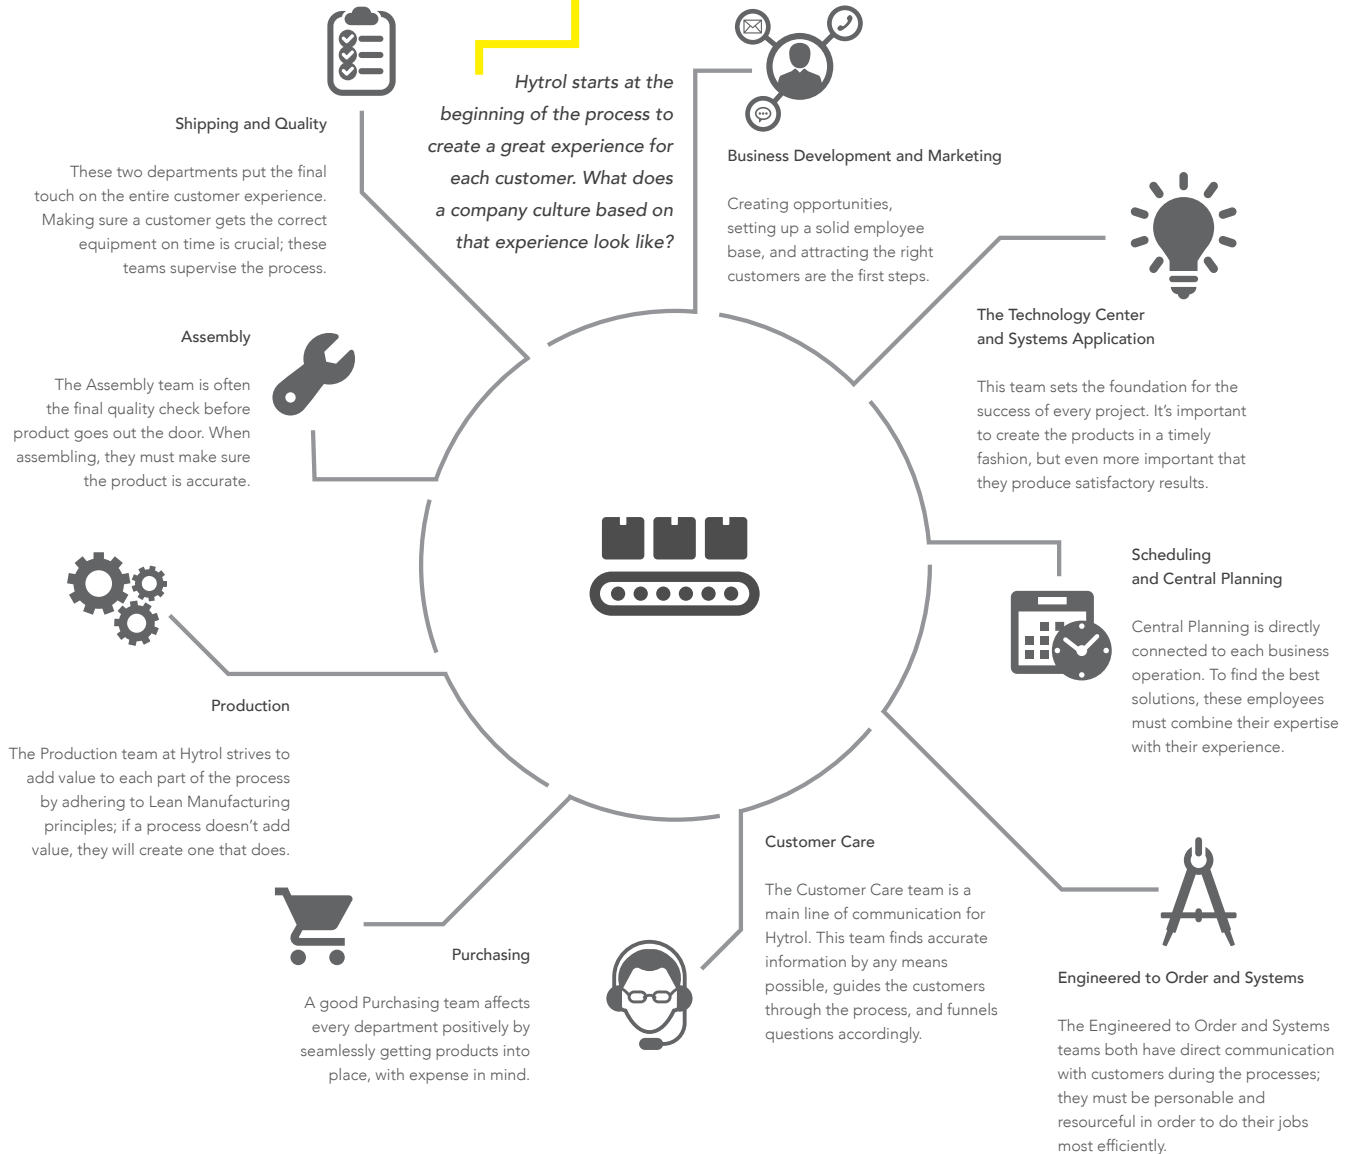 Hytrol starts at the
beginning of the process to
create a great experience for
each customer. What does
a company culture based on
that experience look like?
Business Development and Marketing
Creating opportunities,
setting up a solid employee
base, and attracting the right
customers are the first steps.
The Technology Center
and Systems Application
This team sets the foundation for the
success of every project. It's important
to create the products in a timely
fashion, but even more important that
they produce satisfactory results.
Scheduling
and Central Planning
Central Planning is directly
connected to each business
operation. To find the best
solutions, these employees
must combine their expertise
with their experience.
Engineered to Order and Systems
The Engineered to Order and Systems
teams both have direct communication
with customers during the processes;
they must be personable and
resourceful in order to do their jobs
most efficiently.
Customer Care
The Customer Care team is a
main line of communication for
Hytrol. This team finds accurate
information by any means
possible, guides the customers
through the process, and funnels
questions accordingly.
Purchasing
A good Purchasing team affects
every department positively by
seamlessly getting products into
place, with expense in mind.
Production
The Production team at Hytrol strives to
add value to each part of the process
by adhering to Lean Manufacturing
principles; if a process doesn't add
value, they will create one that does.
Assembly
The Assembly team is often
the final quality check before
product goes out the door. When
assembling, they must make sure
the product is accurate.
Shipping and Quality
These two departments put the final
touch on the entire customer experience.
Making sure a customer gets the correct
equipment on time is crucial; these
teams supervise the process.